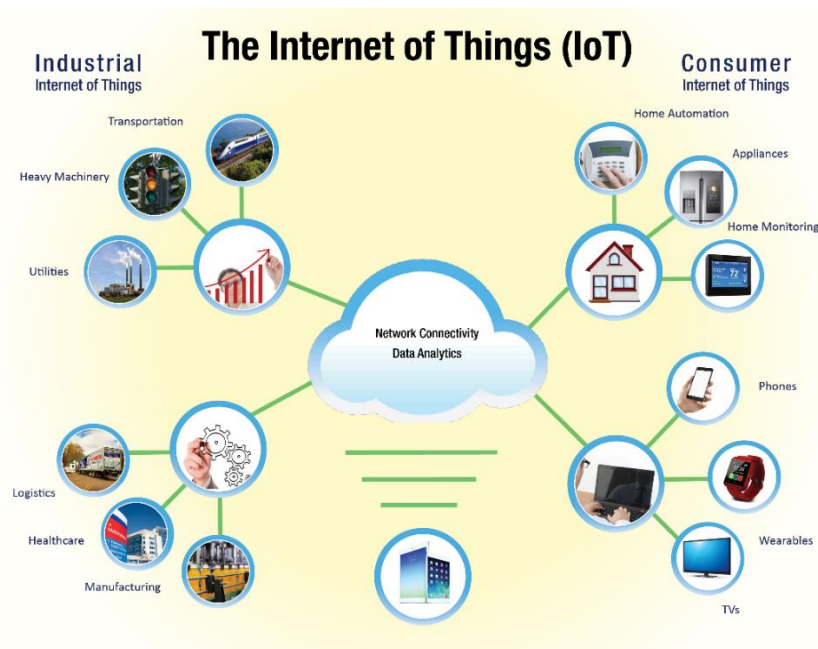 The Internet of Things (IoT)
Industrial
Internet of Things
Consumer
Internet of Things
Transportation
Heavy Machinery
Utilities
Home Automation
Appliances
Home Monitoring
Network Connectivity
Data Analytics
Logistics
Healthcare
Manufacturing
Phones
Wearables
TVs